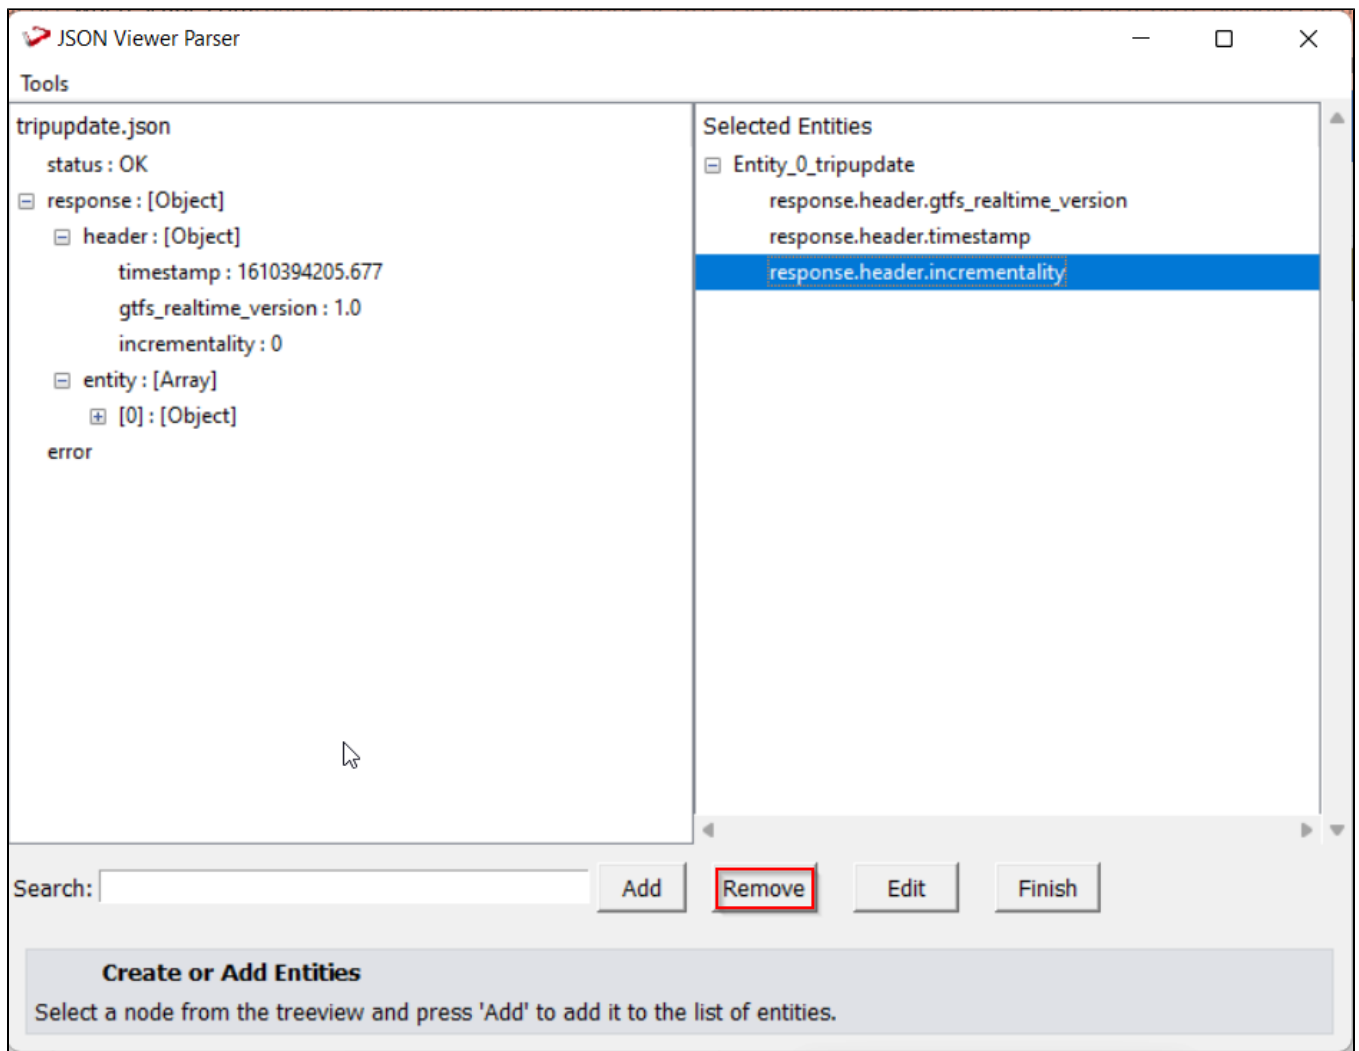 JSON Viewer Parser
Tools
tripupdate.json
status : OK
response : [Object]
header : [Object]
timestamp : 1610394205.677
gtfs_realtime_version : 1.0
incrementality : 0
entity : [Array]
[0] : [Object]
error
Selected Entities
Entity_0_tripupdate
response.header.gtfs_realtime_version
response.header.timestamp
response.header.incrementality
Search:
Add
Remove
Edit
Finish
Create or Add Entities
Select a node from the treeview and press 'Add' to add it to the list of entities.